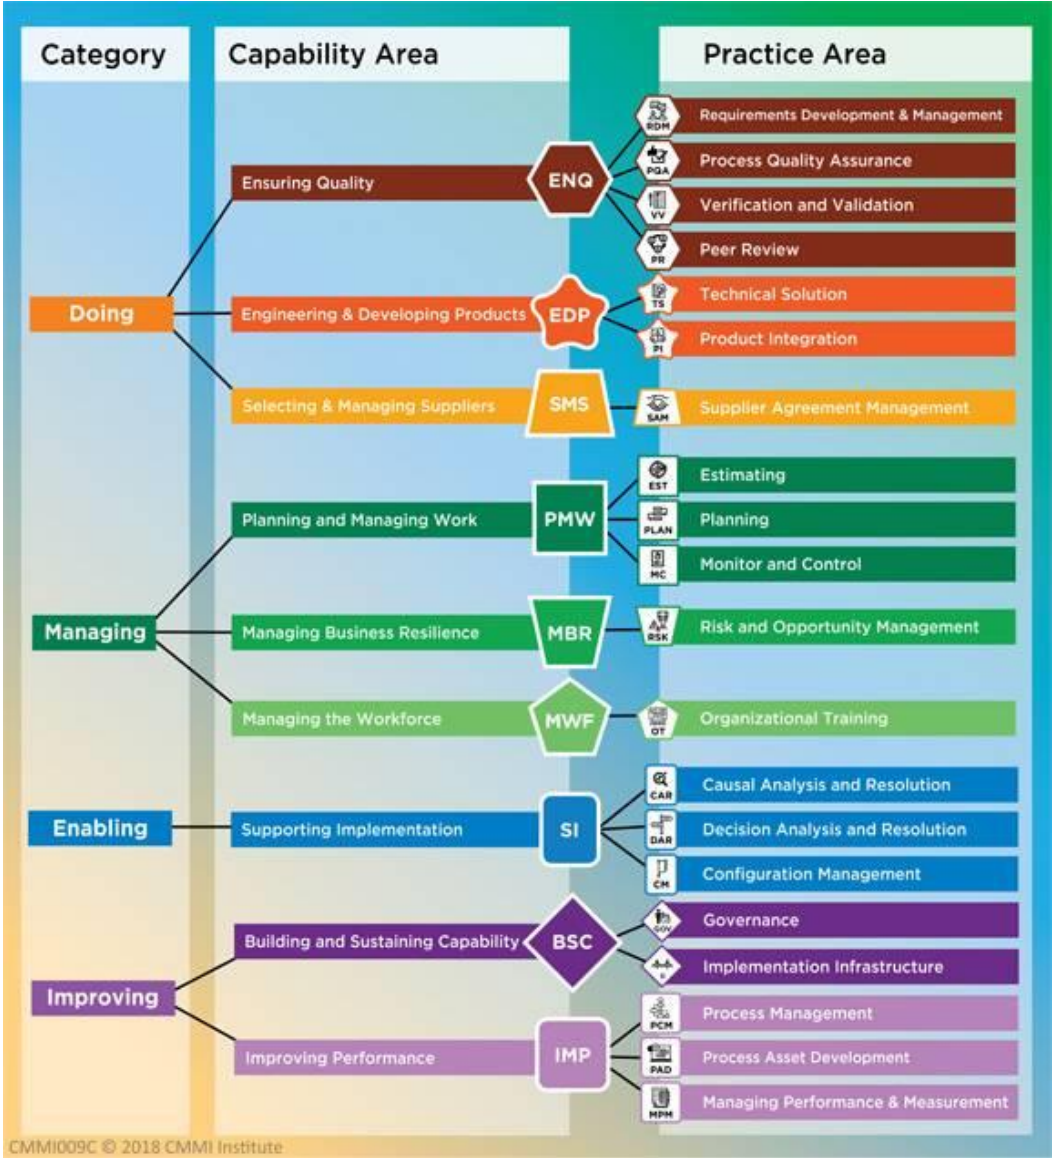 Category
Capability Area
Practice Area
Doing
Ensuring Quality
ENQ
RDM
Requirements Development & Management
PQA
Process Quality Assurance
VV
Verification and Validation
PR
Peer Review
Engineering & Developing Products
EDP
TS
Technical Solution
PI
Product Integration
Selecting & Managing Suppliers
SMS
SAM
Supplier Agreement Management
Managing
Planning and Managing Work
PMW
EST
Estimating
PLAN
Planning
MC
Monitor and Control
Managing Business Resilience
MBR
RSK
Risk and Opportunity Management
Managing the Workforce
MWF
OT
Organizational Training
Enabling
Supporting Implementation
SI
CAR
Causal Analysis and Resolution
DAR
Decision Analysis and Resolution
CM
Configuration Management
Improving
Building and Sustaining Capability
BSC
GOV
Governance
Implementation Infrastructure
Improving Performance
IMP
PCM
Process Management
PAD
Process Asset Development
MPM
Managing Performance & Measurement
CMMI009C © 2018 CMMI Institute